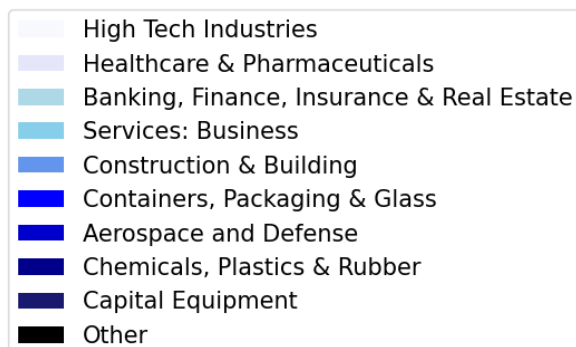 High Tech Industries
Healthcare & Pharmaceuticals
Banking, Finance, Insurance & Real Estate
Services: Business
Construction & Building
Containers, Packaging & Glass
Aerospace and Defense
Chemicals, Plastics & Rubber
Capital Equipment
Other